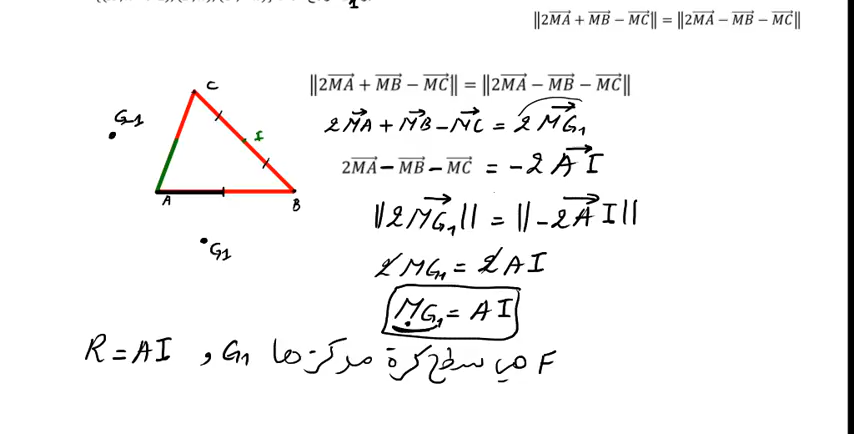 ‖2MA⃗ + MB⃗ − MC⃗‖ = ‖2MA⃗ − MB⃗ − MC⃗‖
‖2MA⃗ + MB⃗ − MC⃗‖ = ‖2MA⃗ − MB⃗ − MC⃗‖
C
G1
I
A
B
G1
2MA⃗ + MB⃗ − MC⃗ = 2MG₁⃗
2MA⃗ − MB⃗ − MC⃗ = −2AI⃗
‖2MG₁⃗‖ = ‖−2AI⃗‖
2MG₁ = 2AI
MG₁ = AI
F هي سطح كرة مركزها G₁ , R = AI